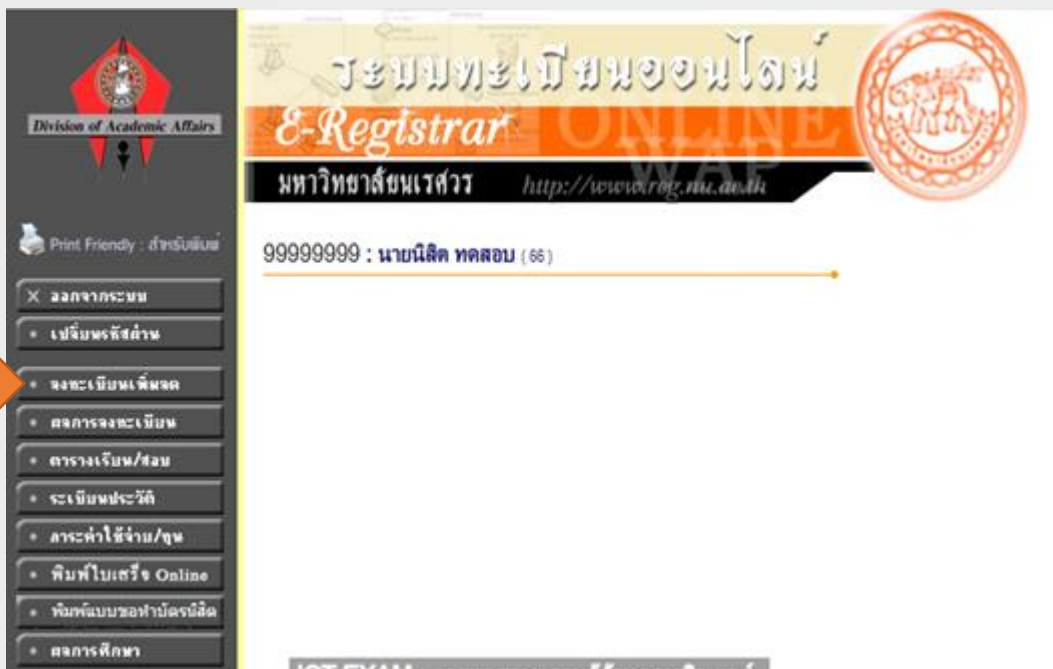 Division of Academic Affairs
ระบบทะเบียนออนไลน์
E-Registrar
ONLINE
WAP
มหาวิทยาลัยนเรศวร http://www.reg.nu.ac.th
Print Friendly : สำหรับพิมพ์
99999999 : นายนิสิต ทดสอบ (66)
ออกจากระบบ
เปลี่ยนรหัสผ่าน
ลงทะเบียนเพิ่มลด
ผลการลงทะเบียน
ตารางเรียน/สอบ
ระเบียนประวัติ
ภาระค่าใช้จ่าย/ทุน
พิมพ์ใบเสร็จ Online
พิมพ์แบบขอทำบัตรนิสิต
ผลการศึกษา
ICT EXAM